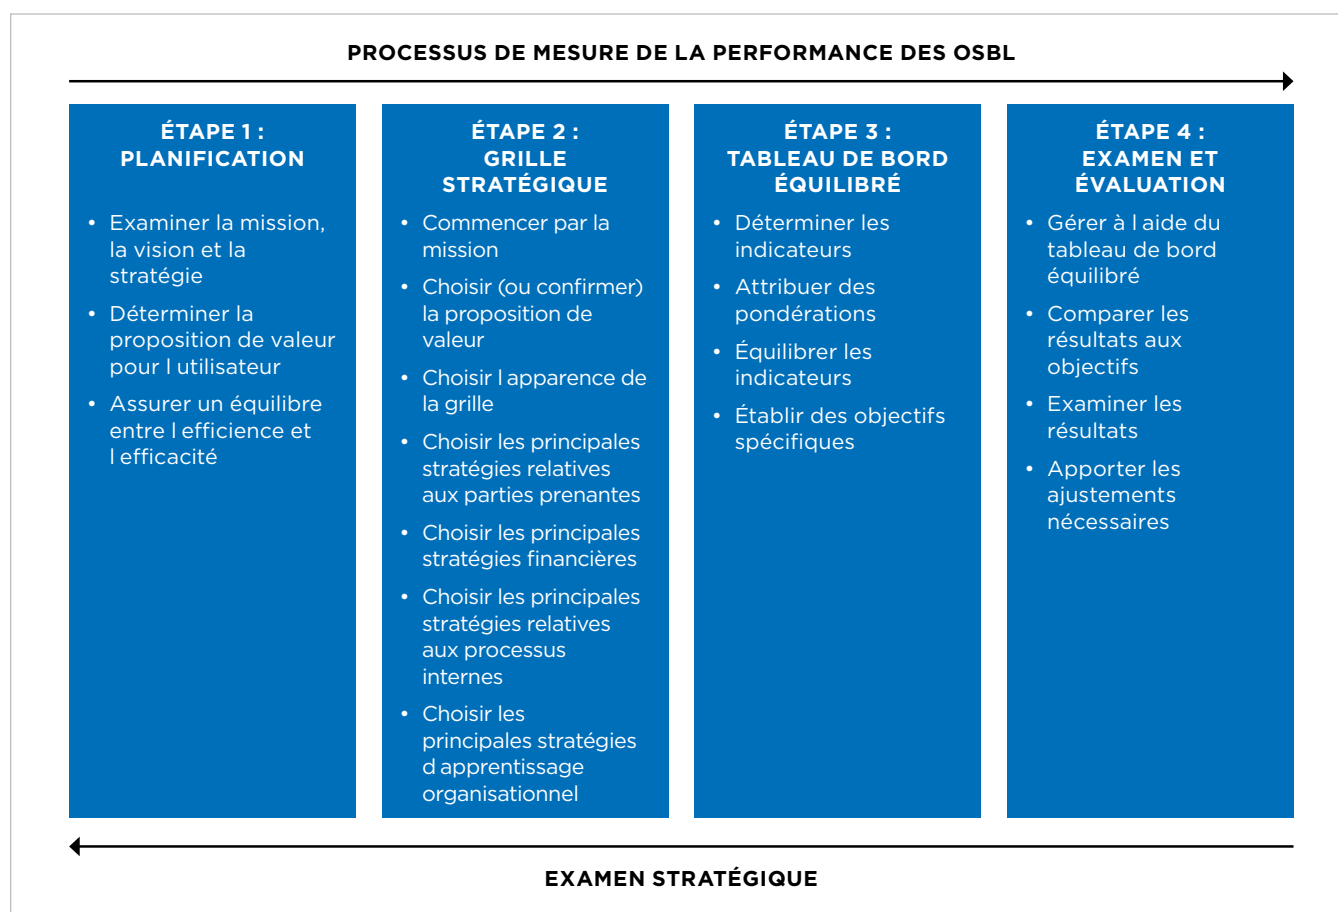 PROCESSUS DE MESURE DE LA PERFORMANCE DES OSBL
ÉTAPE 1 :
PLANIFICATION
• Examiner la mission,
la vision et la
stratégie
• Déterminer la
proposition de valeur
pour l utilisateur
• Assurer un équilibre
entre l efficience et
l efficacité
ÉTAPE 2 :
GRILLE
STRATÉGIQUE
• Commencer par la
mission
• Choisir (ou confirmer)
la proposition de
valeur
• Choisir l apparence de
la grille
• Choisir les principales
stratégies relatives
aux parties prenantes
• Choisir les principales
stratégies financières
• Choisir les principales
stratégies relatives
aux processus
internes
• Choisir les
principales stratégies
d apprentissage
organisationnel
ÉTAPE 3 :
TABLEAU DE BORD
ÉQUILIBRÉ
• Déterminer les
indicateurs
• Attribuer des
pondérations
• Équilibrer les
indicateurs
• Établir des objectifs
spécifiques
ÉTAPE 4 :
EXAMEN ET
ÉVALUATION
• Gérer à l aide du
tableau de bord
équilibré
• Comparer les
résultats aux
objectifs
• Examiner les
résultats
• Apporter les
ajustements
nécessaires
EXAMEN STRATÉGIQUE